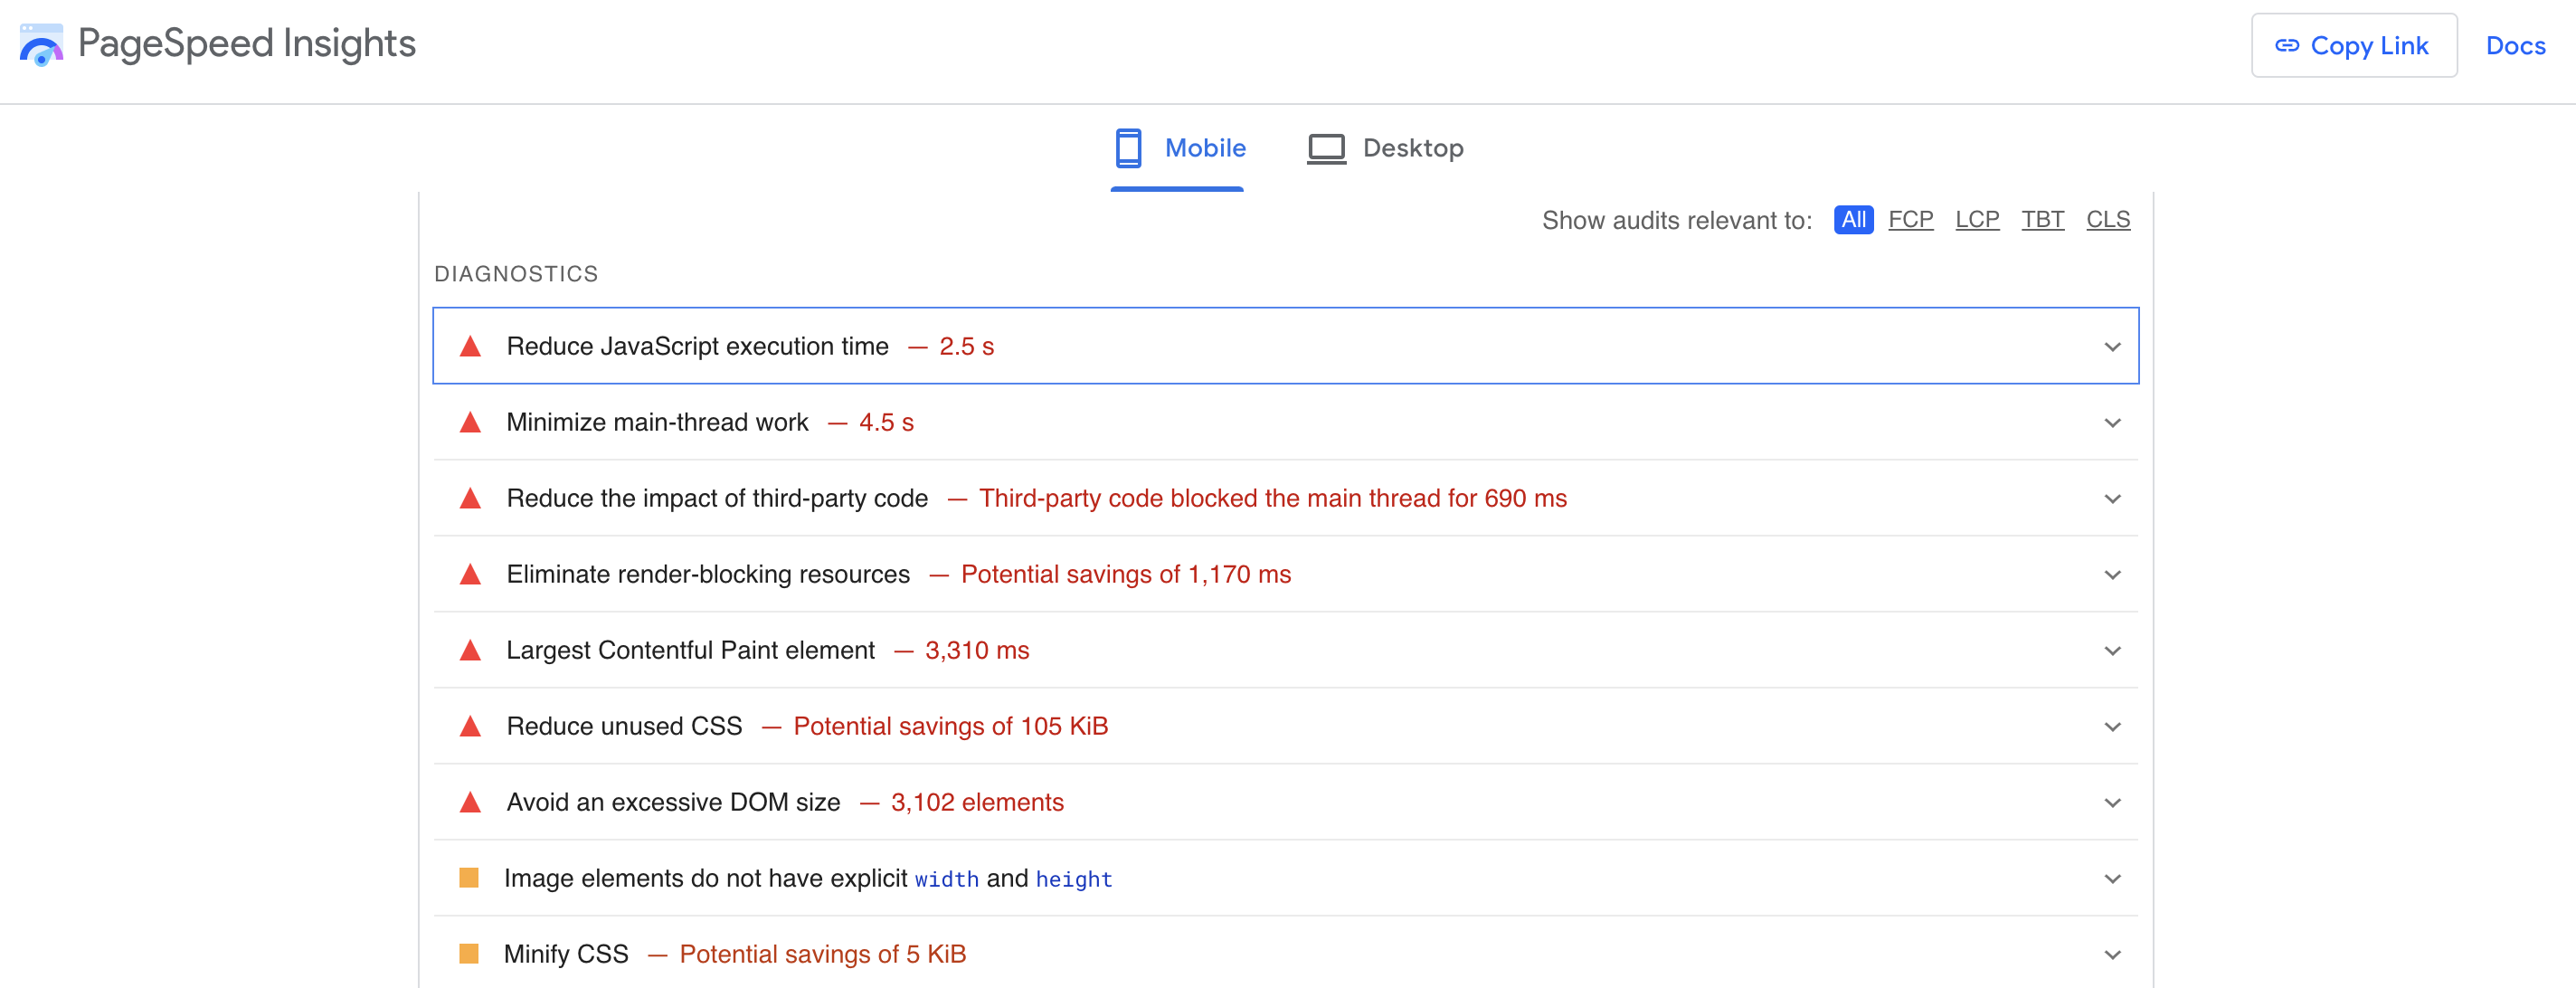 PageSpeed Insights
Copy Link
Docs
Mobile
Desktop
Show audits relevant to: All FCP LCP TBT CLS
DIAGNOSTICS
Reduce JavaScript execution time — 2.5 s
Minimize main-thread work — 4.5 s
Reduce the impact of third-party code — Third-party code blocked the main thread for 690 ms
Eliminate render-blocking resources — Potential savings of 1,170 ms
Largest Contentful Paint element — 3,310 ms
Reduce unused CSS — Potential savings of 105 KiB
Avoid an excessive DOM size — 3,102 elements
Image elements do not have explicit width and height
Minify CSS — Potential savings of 5 KiB